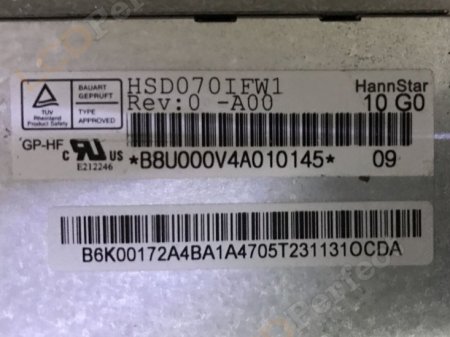 BAUART
GEPRUFT
TYPE
APPROVED
TUV
Rheinland
Product Safety
HSD070IFW1
Rev:0 -A00
HannStar
10 G0
GP-HF
C US
E212246
*B8U000V4A010145*
09
B6K00172A4BA1A4705T231131OCDA